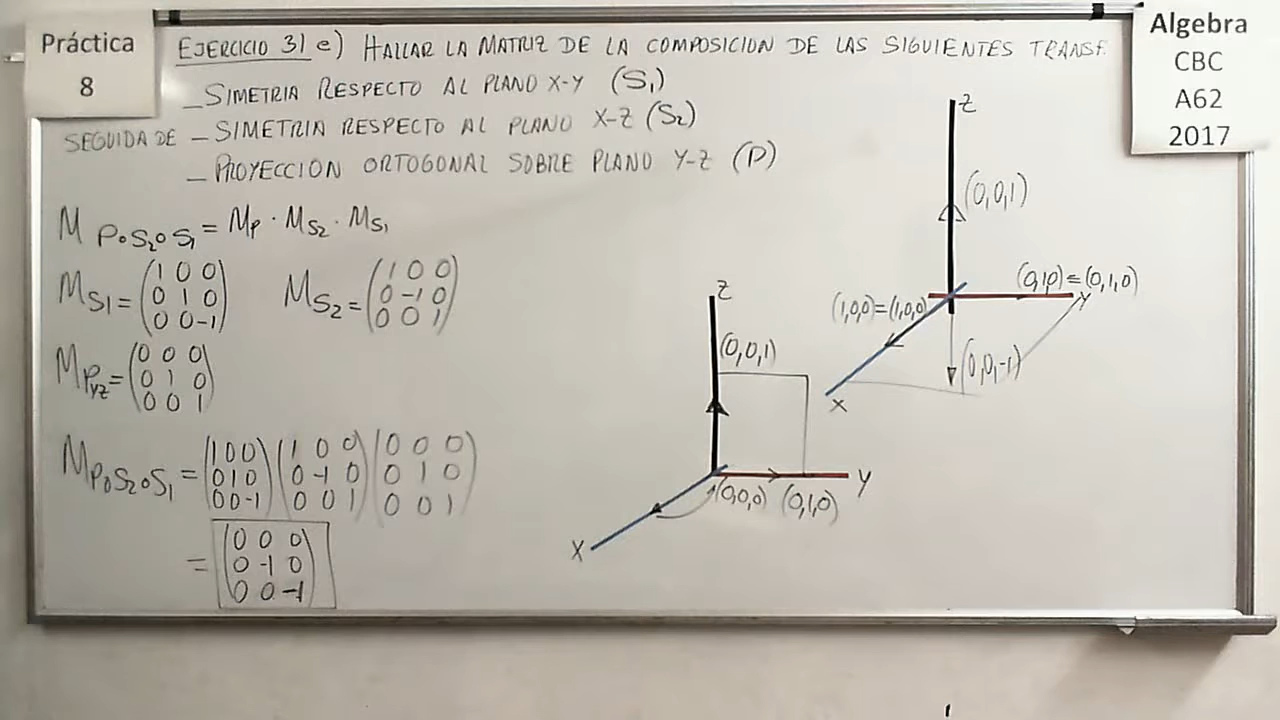 Práctica
8
EJERCICIO 31 e) HALLAR LA MATRIZ DE LA COMPOSICION DE LAS SIGUIENTES TRANSF
_SIMETRIA RESPECTO AL PLANO X-Y (S1)
SEGUIDA DE - SIMETRIA RESPECTO AL PLANO X-Z (S2)
- PROYECCION ORTOGONAL SOBRE PLANO Y-Z (P)
Algebra
CBC
A62
2017
M P∘S2∘S1 = MP · MS2 · MS1
MS1 = (1 0 0
0 1 0
0 0 -1)
MS2 = (1 0 0
0 -1 0
0 0 1)
MPYZ = (0 0 0
0 1 0
0 0 1)
MP∘S2∘S1 = (1 0 0 (1 0 0 (0 0 0
0 1 0 0 -1 0 0 1 0
0 0 -1) 0 0 1) 0 0 1)
= (0 0 0
0 -1 0
0 0 -1)
Z
(0,0,1)
(0,0,0) (0,1,0)
Y
X
Z
(0,0,1)
(0,1,0)=(0,1,0)
Y
(1,0,0)=(1,0,0)
(0,0,-1)
X